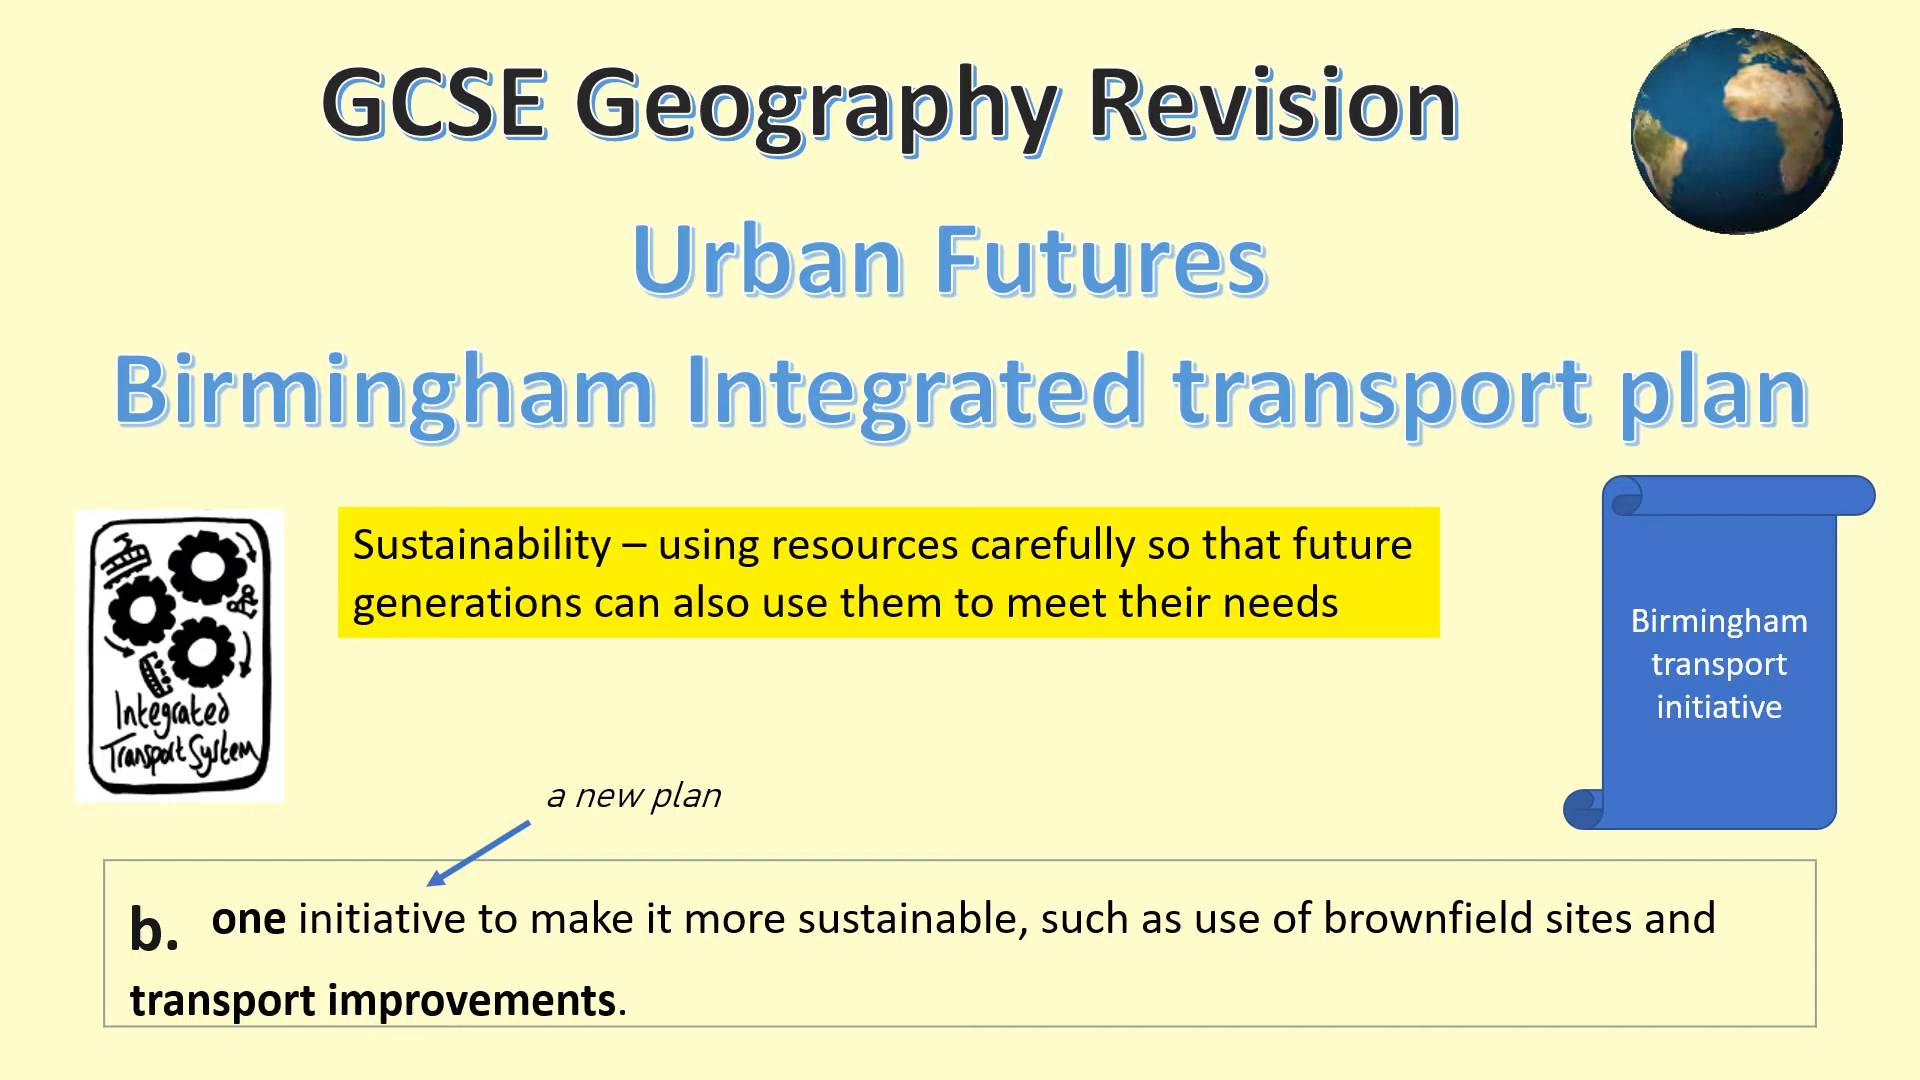 GCSE Geography Revision
Urban Futures
Birmingham Integrated transport plan
Sustainability – using resources carefully so that future
generations can also use them to meet their needs
Integrated
Transport System
Birmingham
transport
initiative
a new plan
b. one initiative to make it more sustainable, such as use of brownfield sites and
transport improvements.